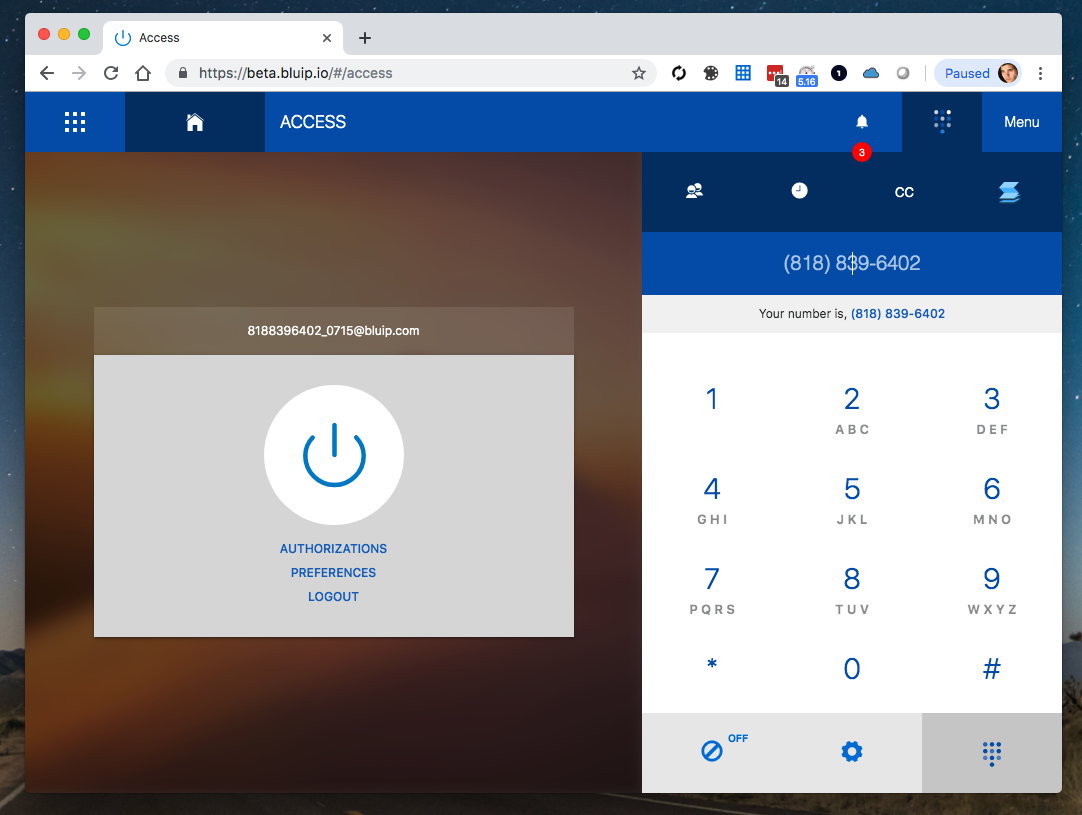 Access
https://beta.bluip.io/#/access
14
5.16
1
Paused
ACCESS
3
Menu
CC
(818) 839-6402
Your number is, (818) 839-6402
8188396402_0715@bluip.com
AUTHORIZATIONS
PREFERENCES
LOGOUT
1
2
3
ABC
DEF
4
5
6
GHI
JKL
MNO
7
8
9
PQRS
TUV
WXYZ
*
0
#
OFF